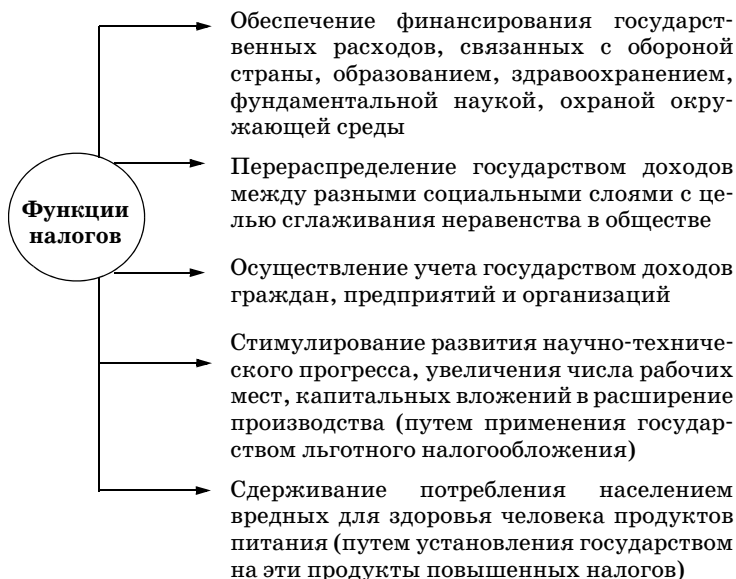 Функции
налогов
Обеспечение финансирования государст-
венных расходов, связанных с обороной
страны, образованием, здравоохранением,
фундаментальной наукой, охраной окру-
жающей среды
Перераспределение государством доходов
между разными социальными слоями с це-
лью сглаживания неравенства в обществе
Осуществление учета государством доходов
граждан, предприятий и организаций
Стимулирование развития научно-техниче-
ского прогресса, увеличения числа рабочих
мест, капитальных вложений в расширение
производства (путем применения государ-
ством льготного налогообложения)
Сдерживание потребления населением
вредных для здоровья человека продуктов
питания (путем установления государством
на эти продукты повышенных налогов)